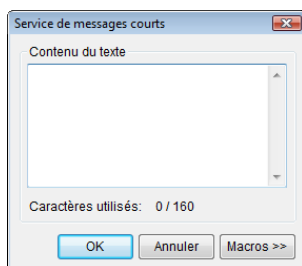 Service de messages courts
Contenu du texte
Caractères utilisés: 0 / 160
OK Annuler Macros >>